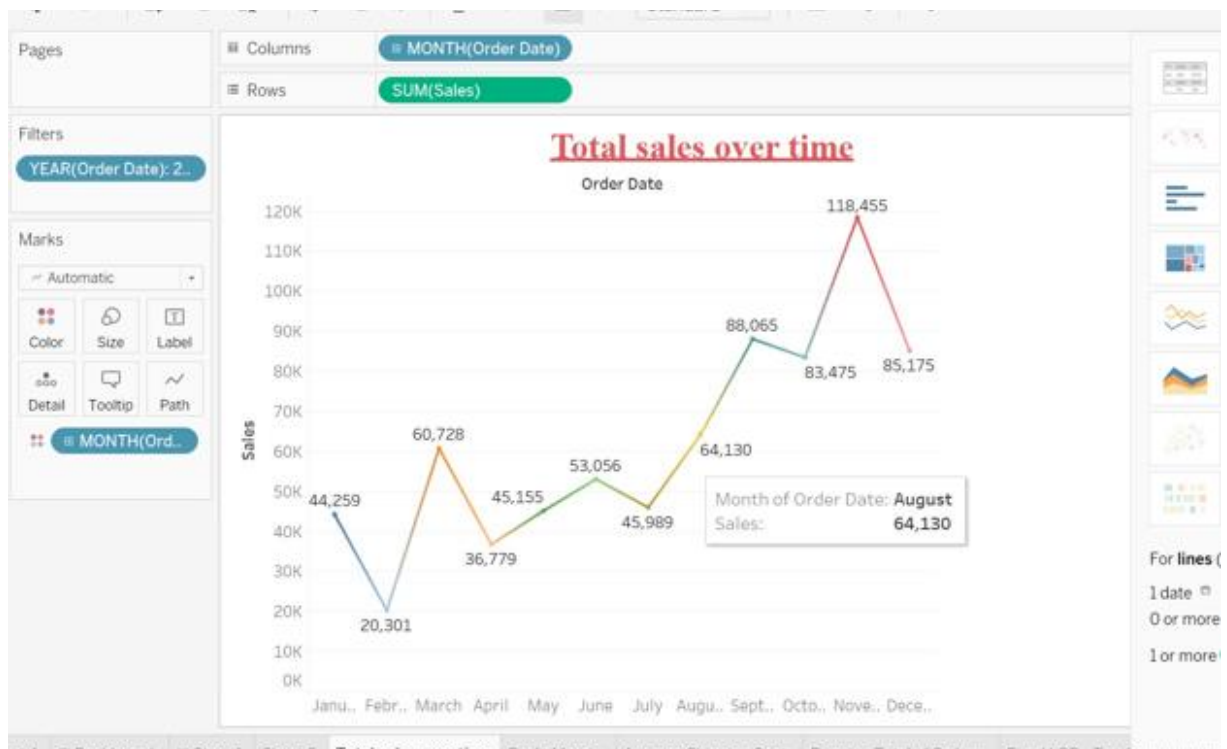 Pages
Columns
MONTH(Order Date)
Rows
SUM(Sales)
Filters
YEAR(Order Date): 2..
Marks
Automatic
Color Size Label
Detail Tooltip Path
MONTH(Ord..
Total sales over time
Order Date
Sales
120K
110K
100K
90K
80K
70K
60K
50K
40K
30K
20K
10K
0K
44,259
20,301
60,728
36,779
45,155
53,056
45,989
64,130
88,065
83,475
118,455
85,175
Month of Order Date: August
Sales: 64,130
Janu.. Febr.. March April May June July Augu.. Sept.. Octo.. Nove.. Dece..
For lines (
1 date
0 or more
1 or more